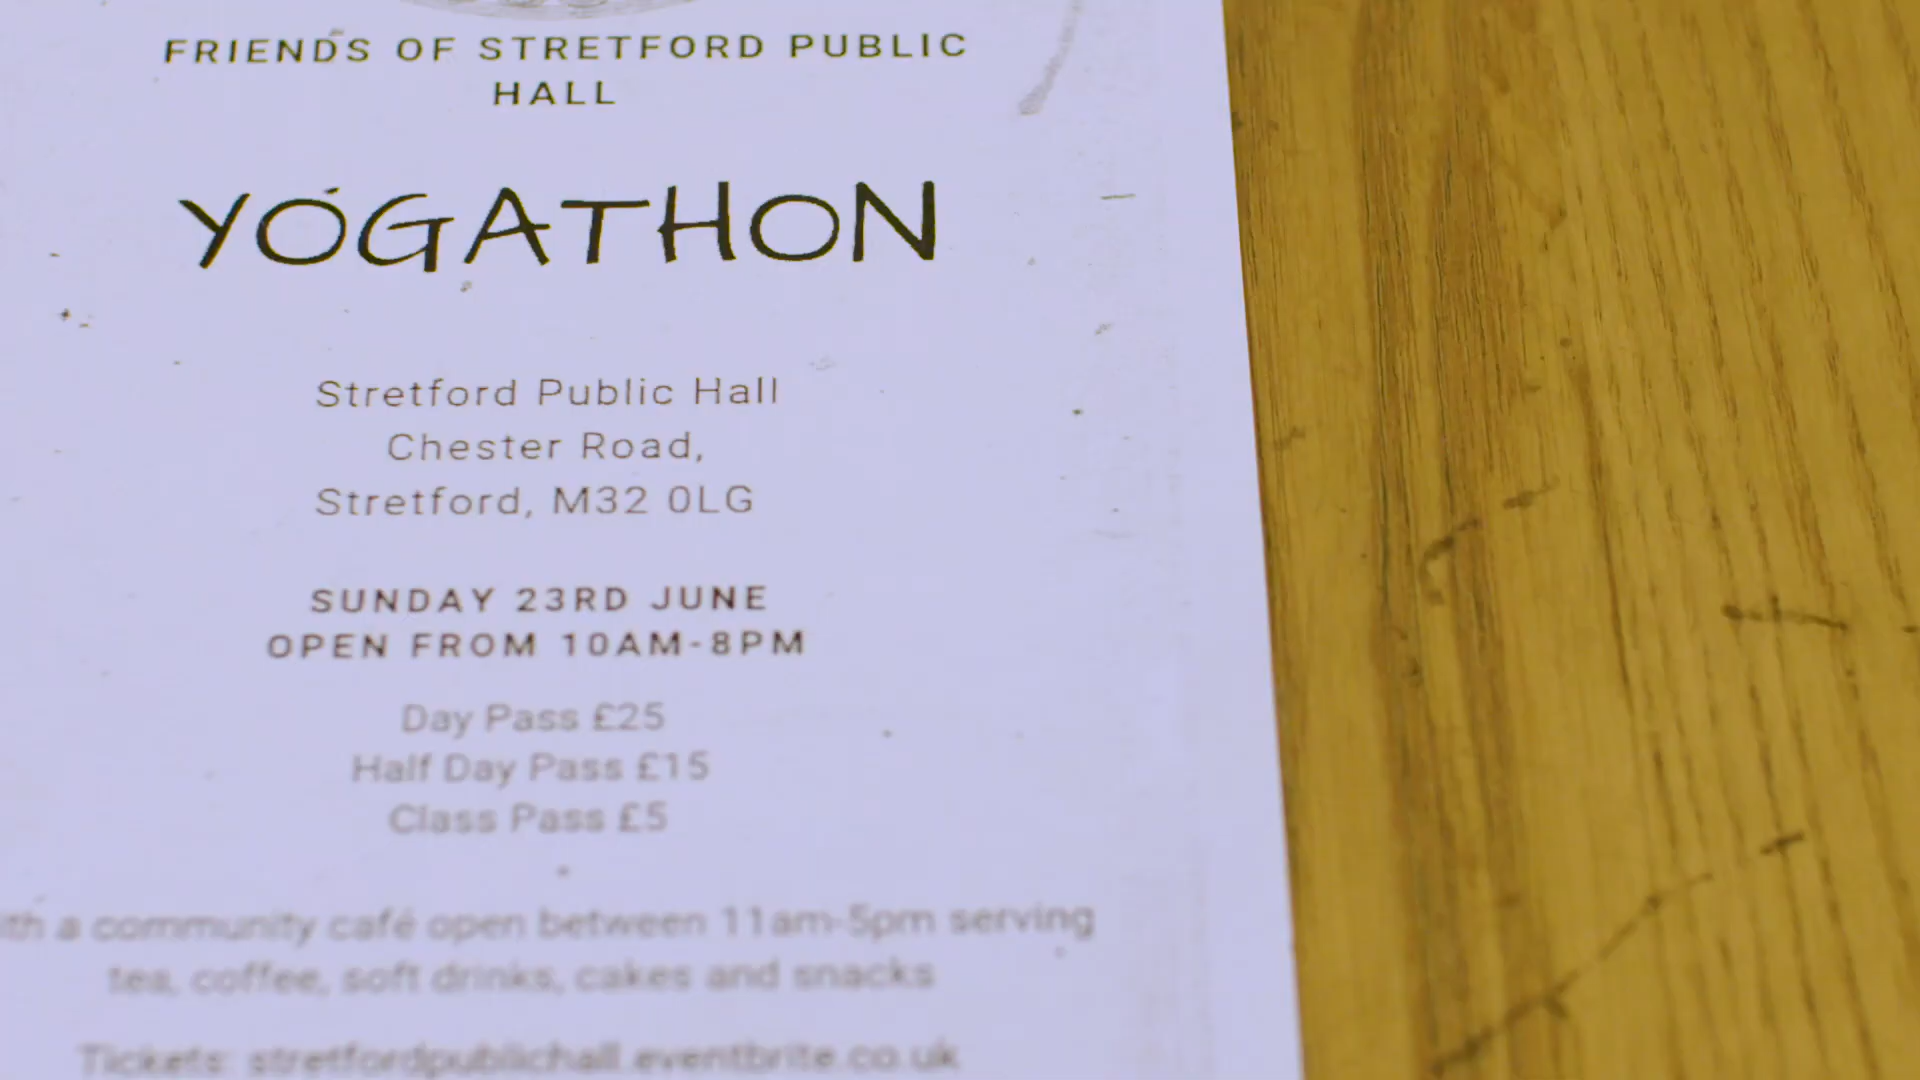 FRIENDS OF STRETFORD PUBLIC
HALL
YOGATHON
Stretford Public Hall
Chester Road,
Stretford, M32 0LG
SUNDAY 23RD JUNE
OPEN FROM 10AM-8PM
Day Pass £25
Half Day Pass £15
Class Pass £5
ith a community café open between 11am-5pm serving
tea, coffee, soft drinks, cakes and snacks
Tickets: stretfordpublichall.eventbrite.co.uk